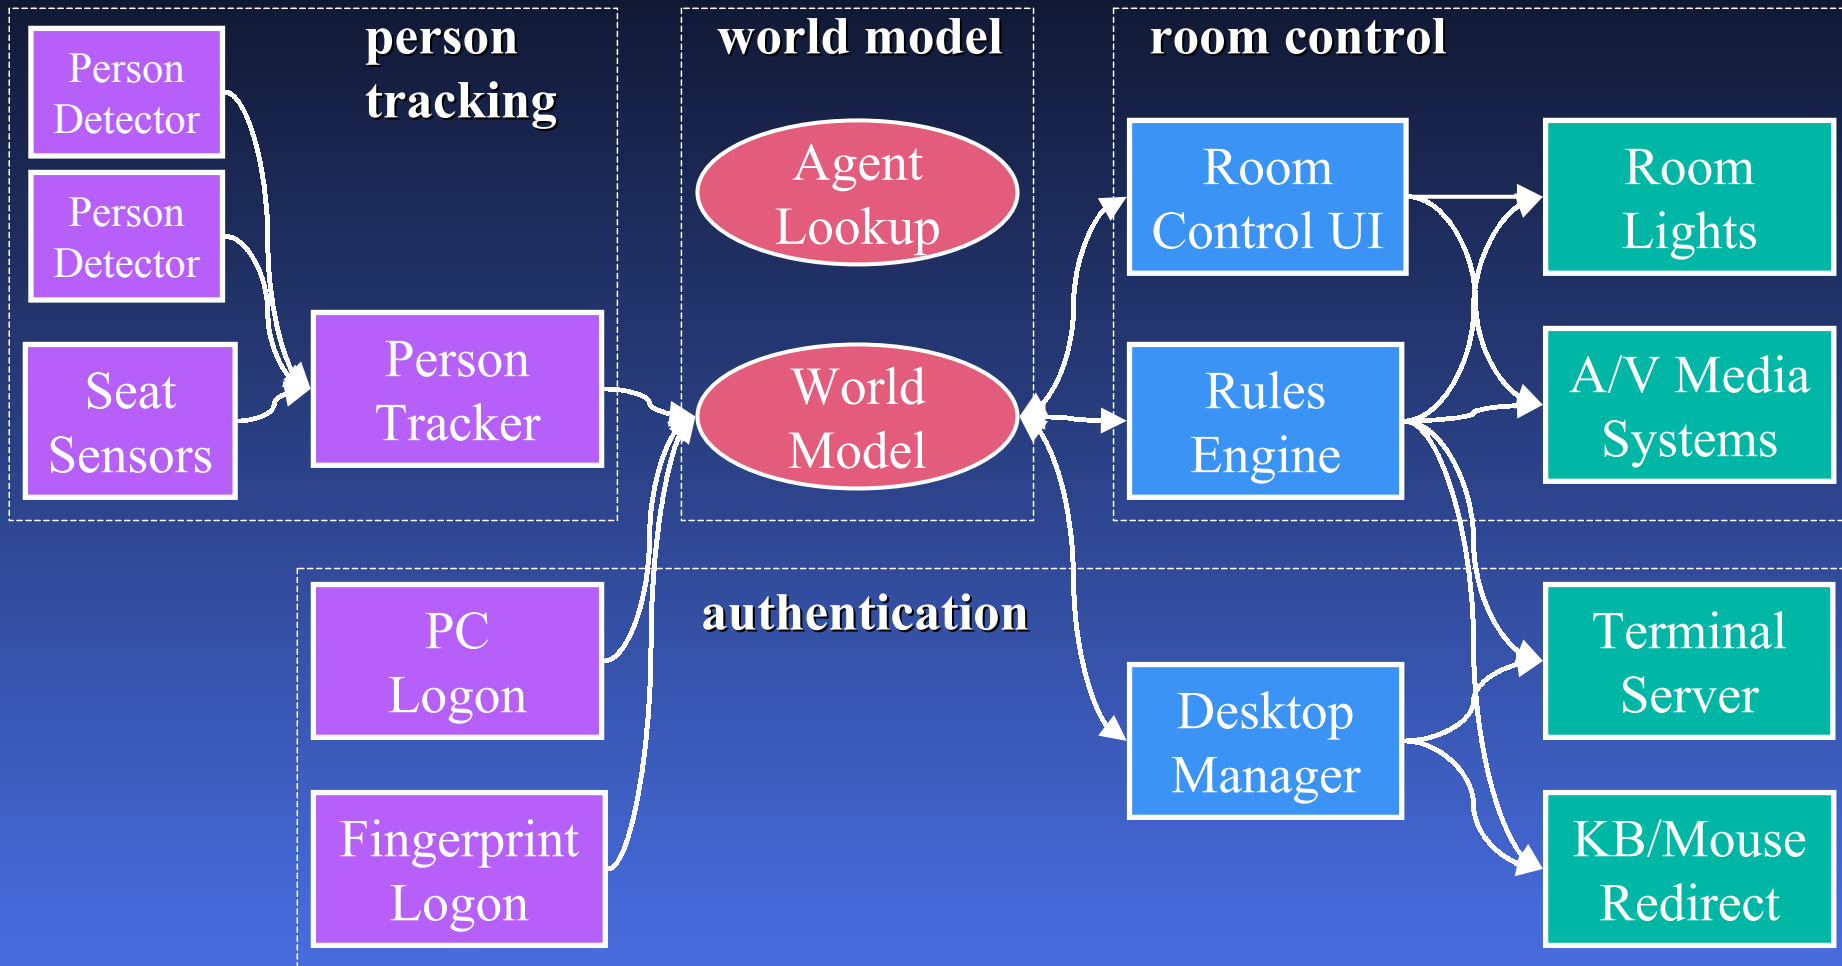 person
tracking
Person
Detector
Person
Detector
Seat
Sensors
Person
Tracker
world model
Agent
Lookup
World
Model
room control
Room
Control UI
Rules
Engine
Room
Lights
A/V Media
Systems
authentication
PC
Logon
Fingerprint
Logon
Desktop
Manager
Terminal
Server
KB/Mouse
Redirect